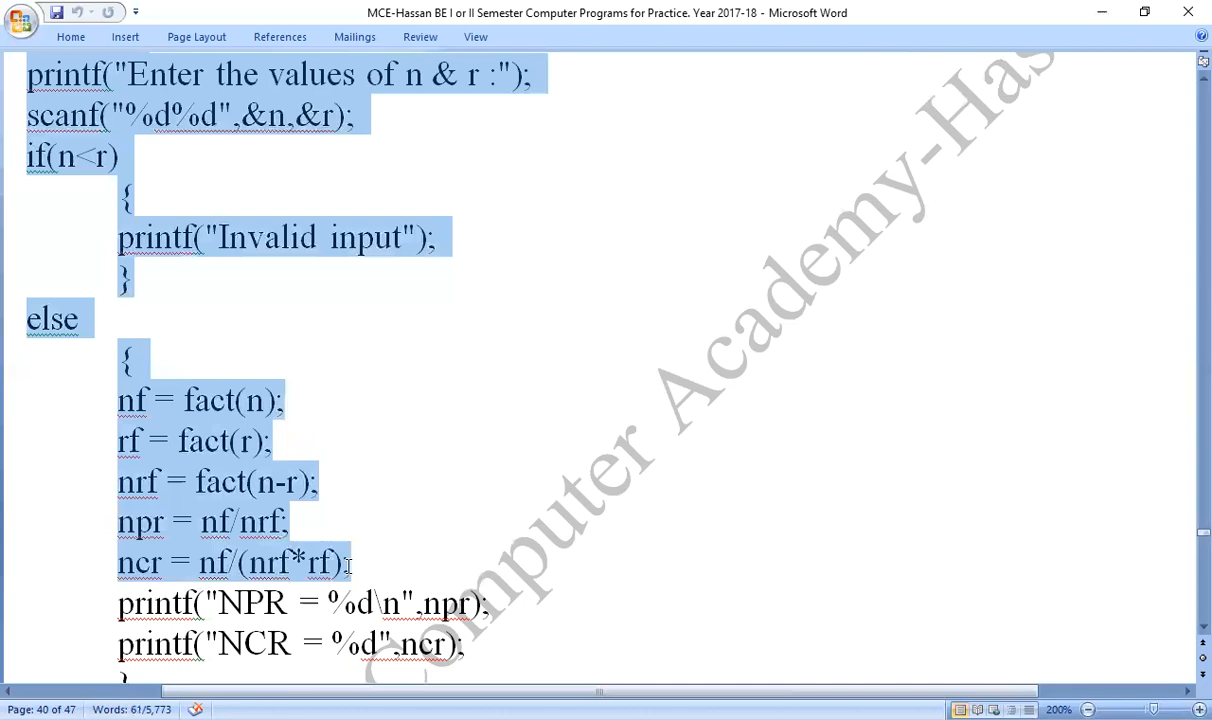 MCE-Hassan BE I or II Semester Computer Programs for Practice. Year 2017-18 - Microsoft Word
Home Insert Page Layout References Mailings Review View
printf("Enter the values of n & r :");
scanf("%d%d",&n,&r);
if(n<r)
{
printf("Invalid input");
}
else
{
nf = fact(n);
rf = fact(r);
nrf = fact(n-r);
npr = nf/nrf;
ncr = nf/(nrf*rf);
printf("NPR = %d\n",npr);
printf("NCR = %d",ncr);
}
Computer Academy-Has
Page: 40 of 47 Words: 61/5,773 200%